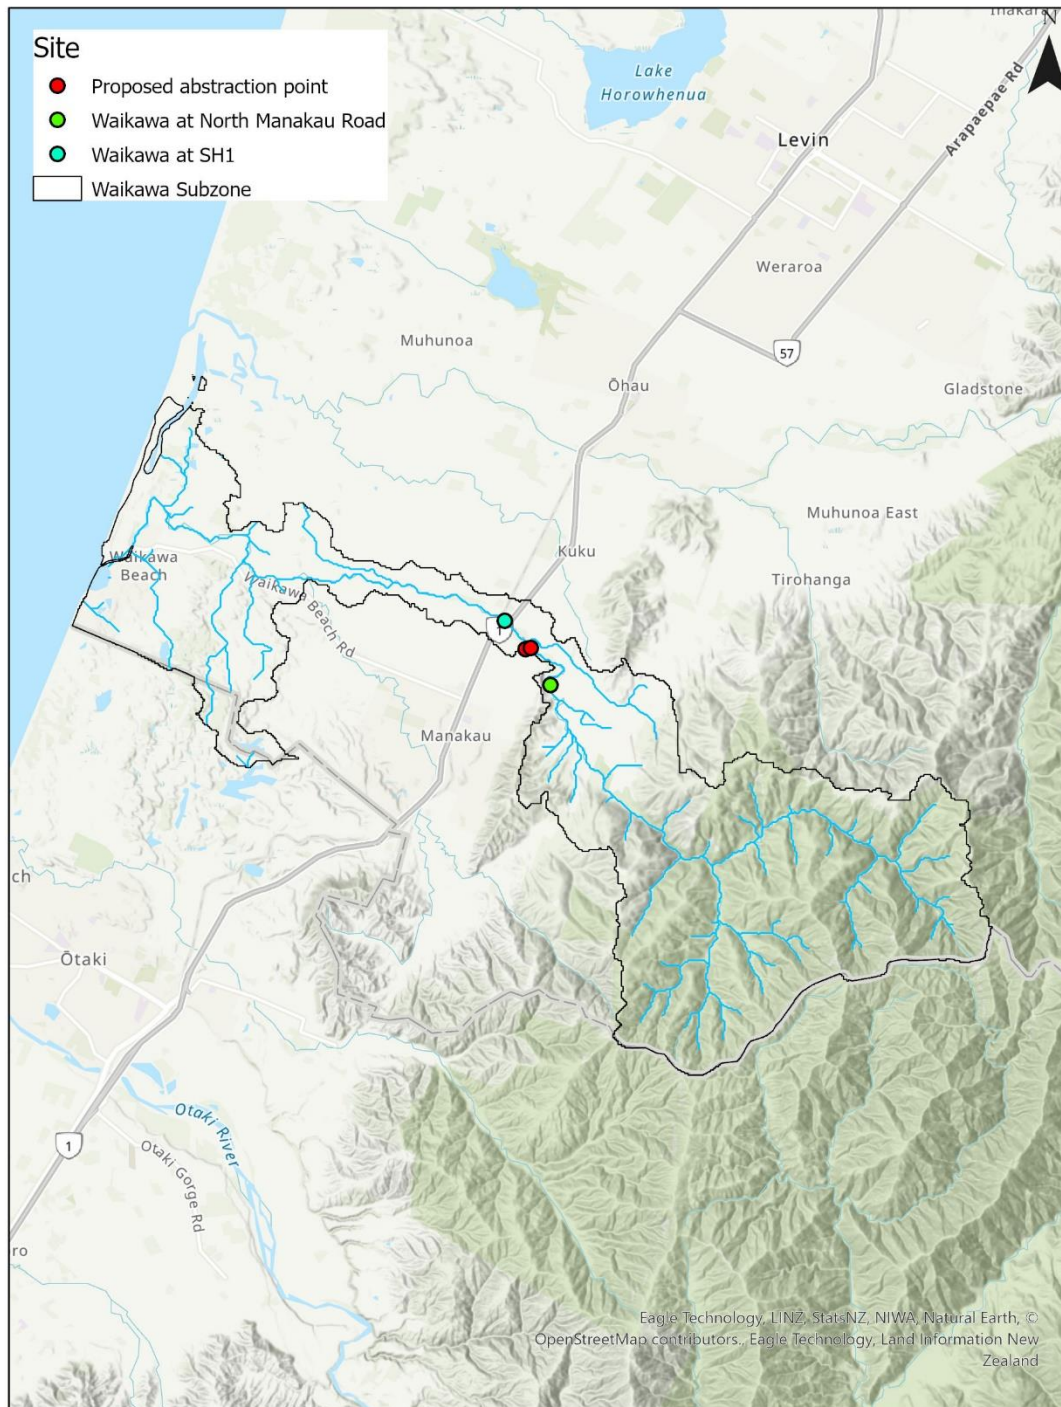 Site
Proposed abstraction point
Waikawa at North Manakau Road
Waikawa at SH1
Waikawa Subzone
N
Lake
Horowhenua
Levin
Arapaepae Rd
Weraroa
57
Muhunoa
Ōhau
Gladstone
Muhunoa East
Kuku
Tirohanga
Waikawa
Beach
Waikawa Beach Rd
1
Manakau
ch
Ōtaki
Otaki River
1
Otaki Gorge Rd
ro
Eagle Technology, LINZ, StatsNZ, NIWA, Natural Earth, ©
OpenStreetMap contributors., Eagle Technology, Land Information New
Zealand